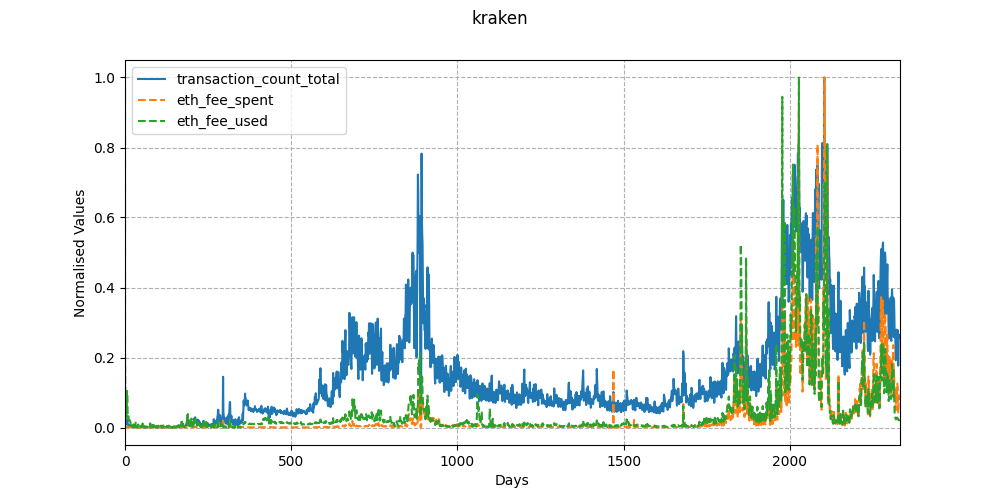 kraken
transaction_count_total
eth_fee_spent
eth_fee_used
Normalised Values
1.0
0.8
0.6
0.4
0.2
0.0
0 500 1000 1500 2000
Days